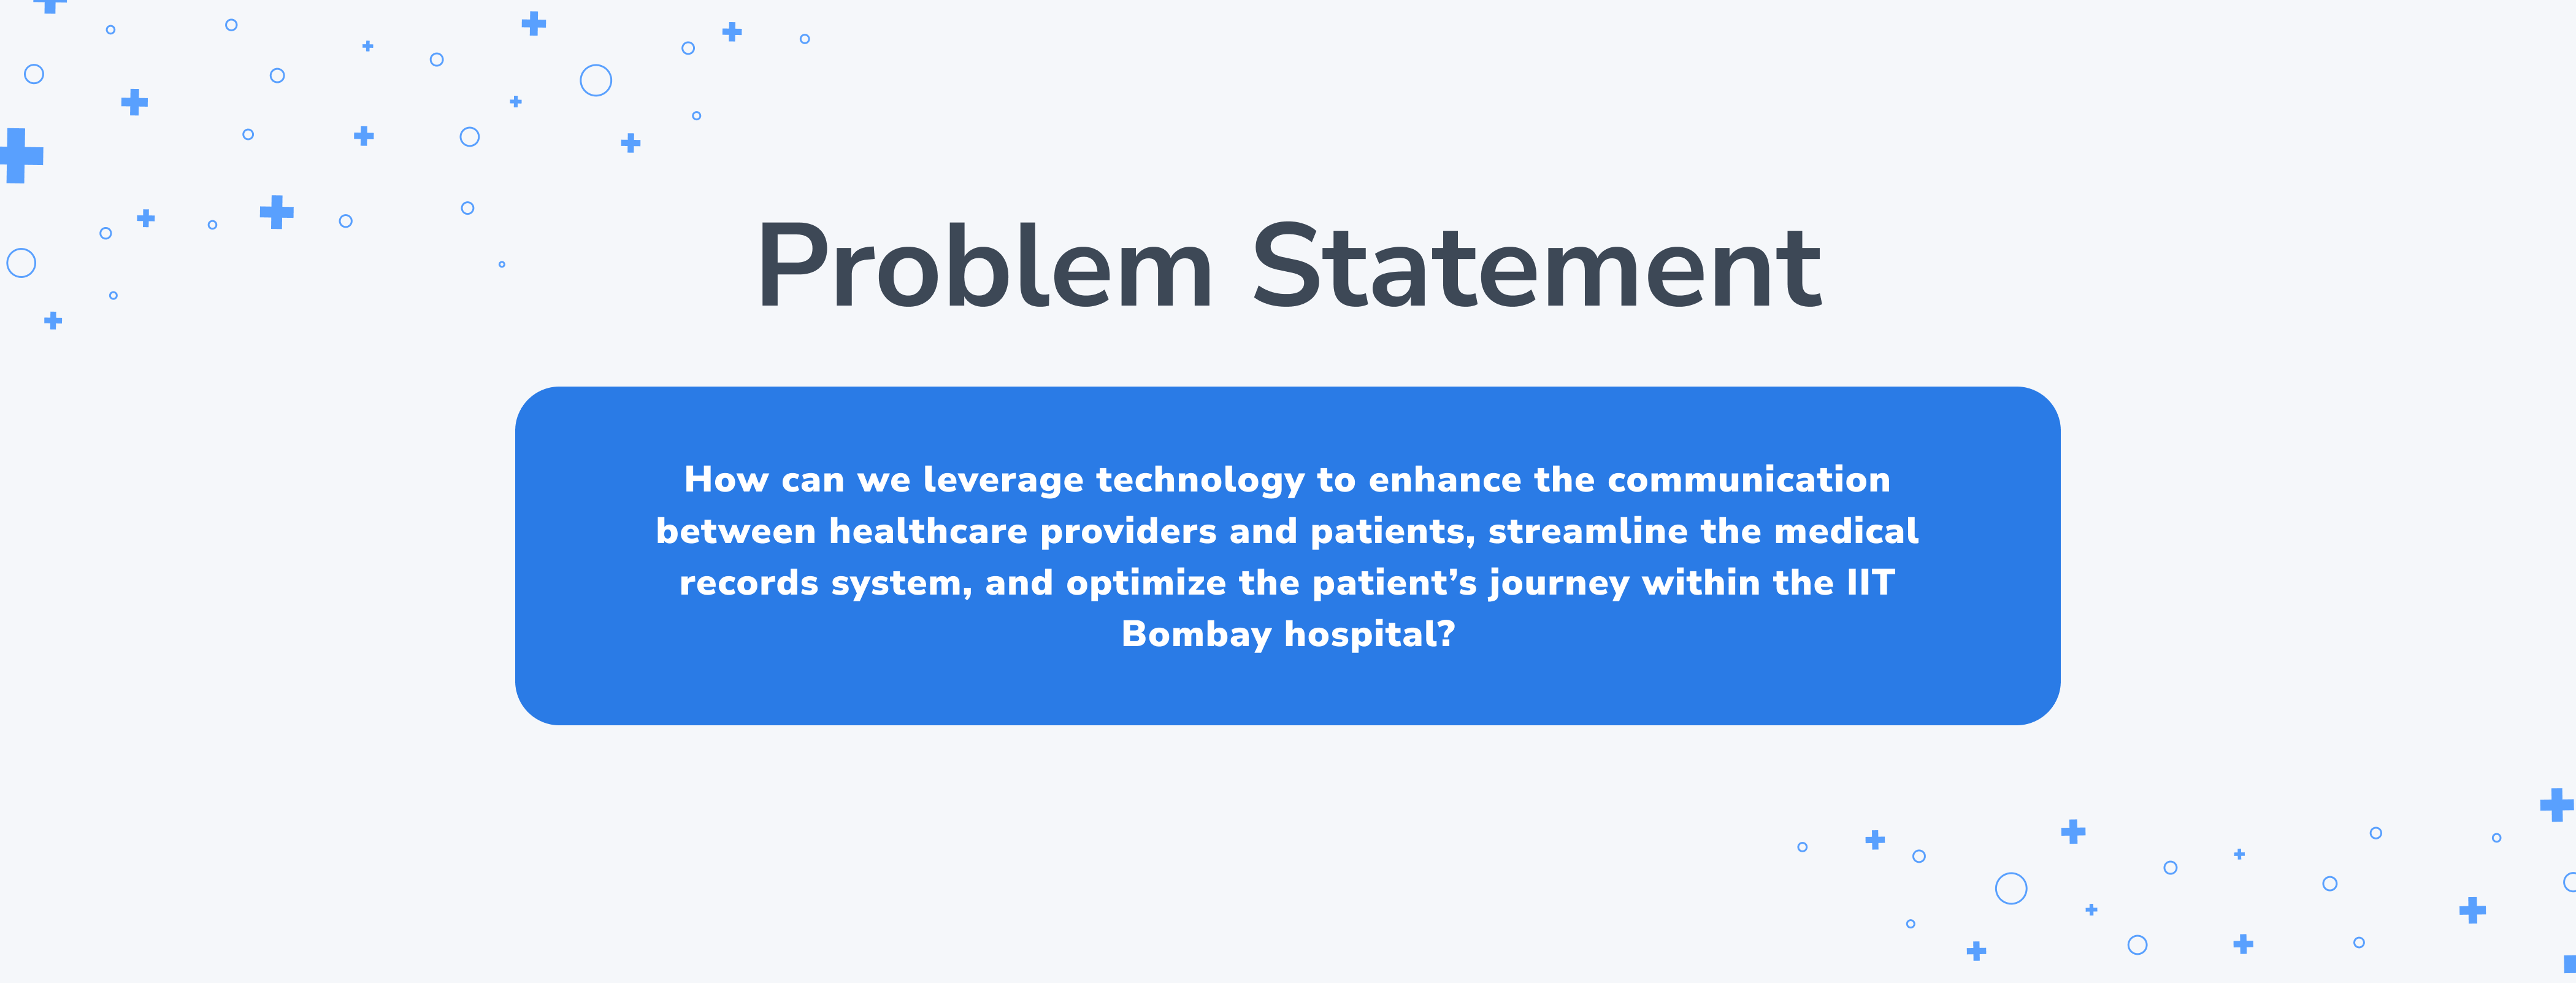 Problem Statement
How can we leverage technology to enhance the communication
between healthcare providers and patients, streamline the medical
records system, and optimize the patient’s journey within the IIT
Bombay hospital?